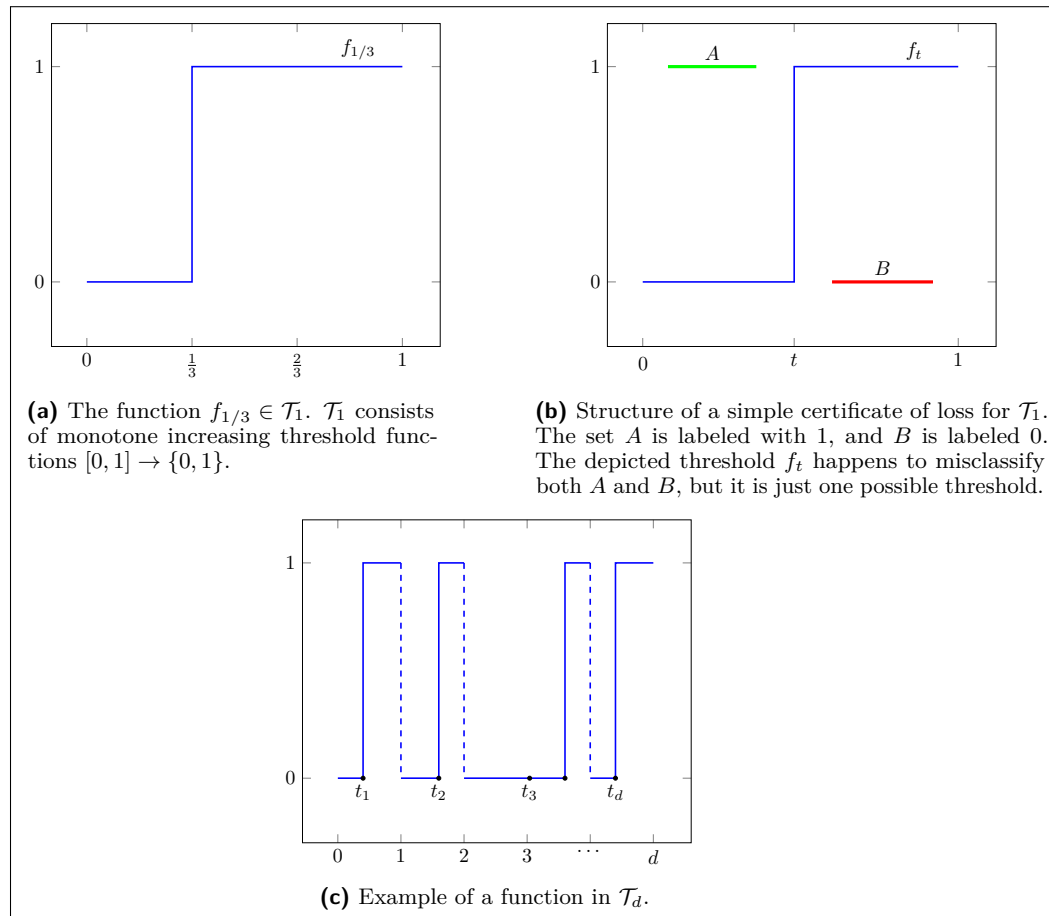 f_{1/3}
1
0
0 1/3 2/3 1
(a) The function f_{1/3} ∈ 𝒯_1. 𝒯_1 consists
of monotone increasing threshold func-
tions [0, 1] → {0, 1}.
A f_t
1
B
0
0 t 1
(b) Structure of a simple certificate of loss for 𝒯_1.
The set A is labeled with 1, and B is labeled 0.
The depicted threshold f_t happens to misclassify
both A and B, but it is just one possible threshold.
1
0
t_1 t_2 t_3 t_d
0 1 2 3 ... d
(c) Example of a function in 𝒯_d.